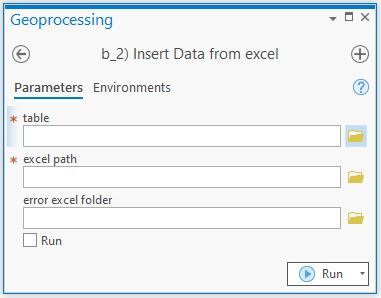 Geoprocessing
b_2) Insert Data from excel
Parameters Environments
?
* table
* excel path
error excel folder
Run
Run